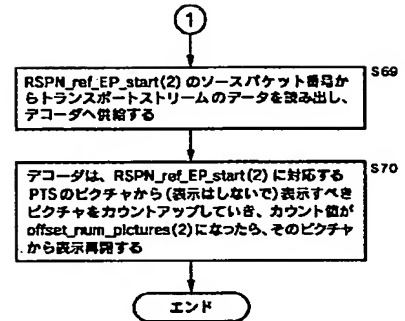 1
RSPN_ref_EP_start(2) のソースパケット番号か
らトランスポートストリームのデータを読み出し、
デコーダへ供給する
S69
デコーダは、RSPN_ref_EP_start(2) に対応する
PTSのピクチャから(表示はしないで)表示すべき
ピクチャをカウントアップしていき、カウント値が
offset_num_pictures(2)になったら、そのピクチャ
から表示再開する
S70
エンド